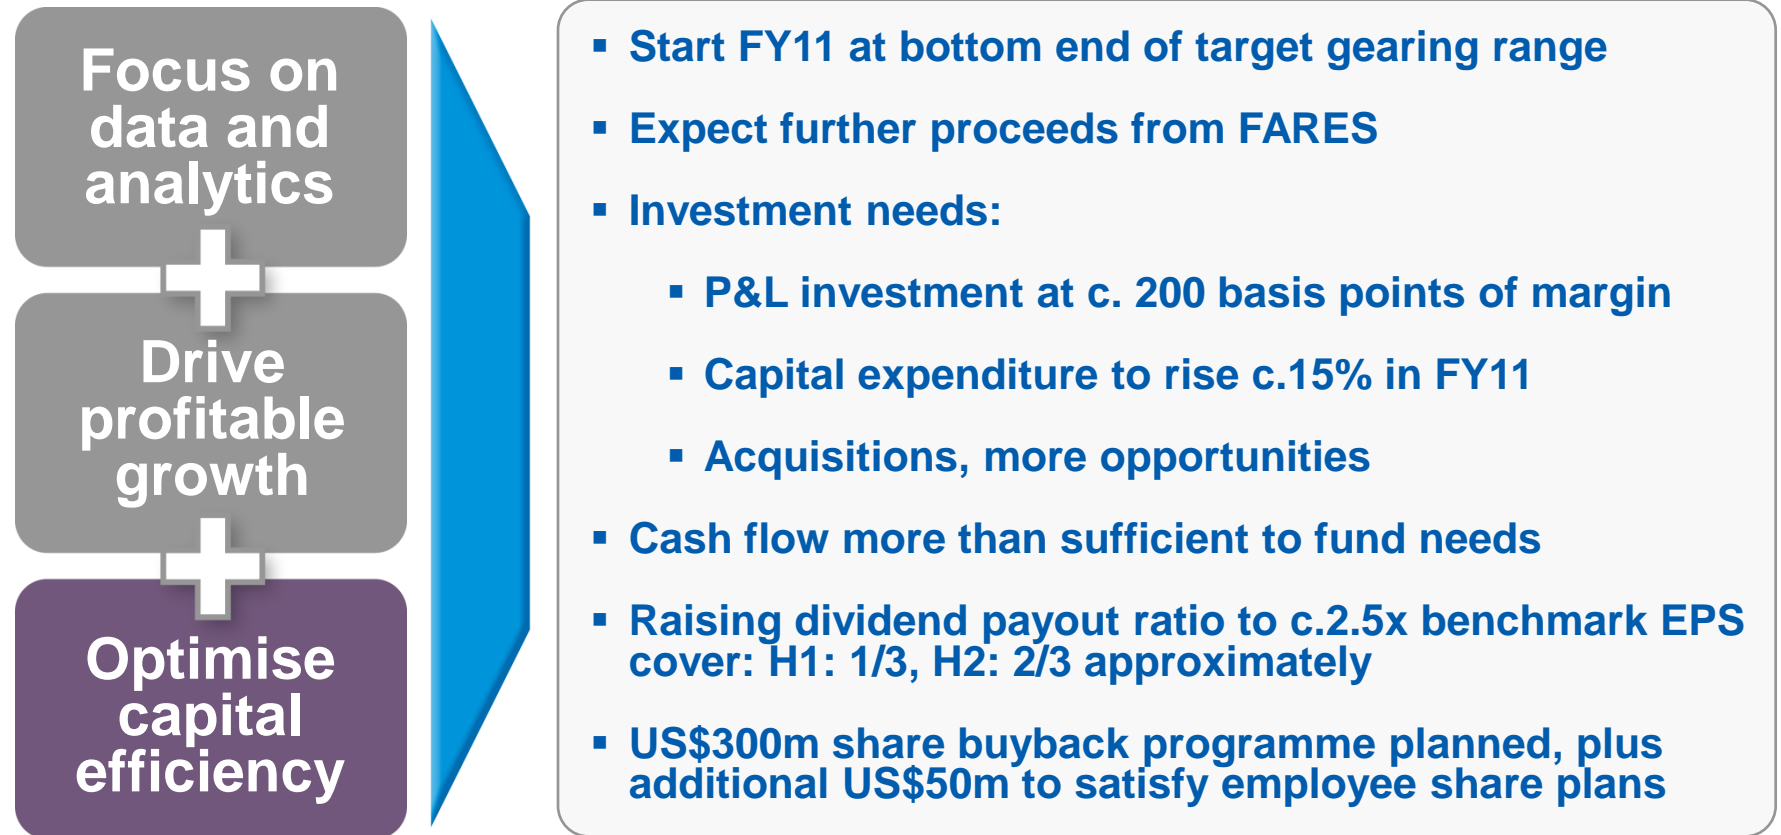 Focus on
data and
analytics
Drive
profitable
growth
Optimise
capital
efficiency
▪ Start FY11 at bottom end of target gearing range
▪ Expect further proceeds from FARES
▪ Investment needs:
▪ P&L investment at c. 200 basis points of margin
▪ Capital expenditure to rise c.15% in FY11
▪ Acquisitions, more opportunities
▪ Cash flow more than sufficient to fund needs
▪ Raising dividend payout ratio to c.2.5x benchmark EPS
cover: H1: 1/3, H2: 2/3 approximately
▪ US$300m share buyback programme planned, plus
additional US$50m to satisfy employee share plans